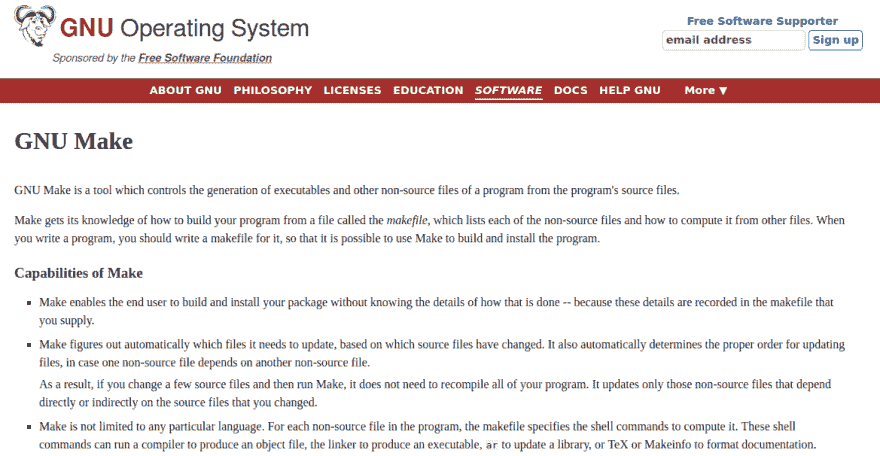 GNU Operating System
Free Software Supporter
email address Sign up
Sponsored by the Free Software Foundation
ABOUT GNU PHILOSOPHY LICENSES EDUCATION SOFTWARE DOCS HELP GNU More ▼
GNU Make
GNU Make is a tool which controls the generation of executables and other non-source files of a program from the program's source files.
Make gets its knowledge of how to build your program from a file called the makefile, which lists each of the non-source files and how to compute it from other files. When
you write a program, you should write a makefile for it, so that it is possible to use Make to build and install the program.
Capabilities of Make
▪ Make enables the end user to build and install your package without knowing the details of how that is done -- because these details are recorded in the makefile that
you supply.
▪ Make figures out automatically which files it needs to update, based on which source files have changed. It also automatically determines the proper order for updating
files, in case one non-source file depends on another non-source file.
As a result, if you change a few source files and then run Make, it does not need to recompile all of your program. It updates only those non-source files that depend
directly or indirectly on the source files that you changed.
▪ Make is not limited to any particular language. For each non-source file in the program, the makefile specifies the shell commands to compute it. These shell
commands can run a compiler to produce an object file, the linker to produce an executable, ar to update a library, or TeX or Makeinfo to format documentation.